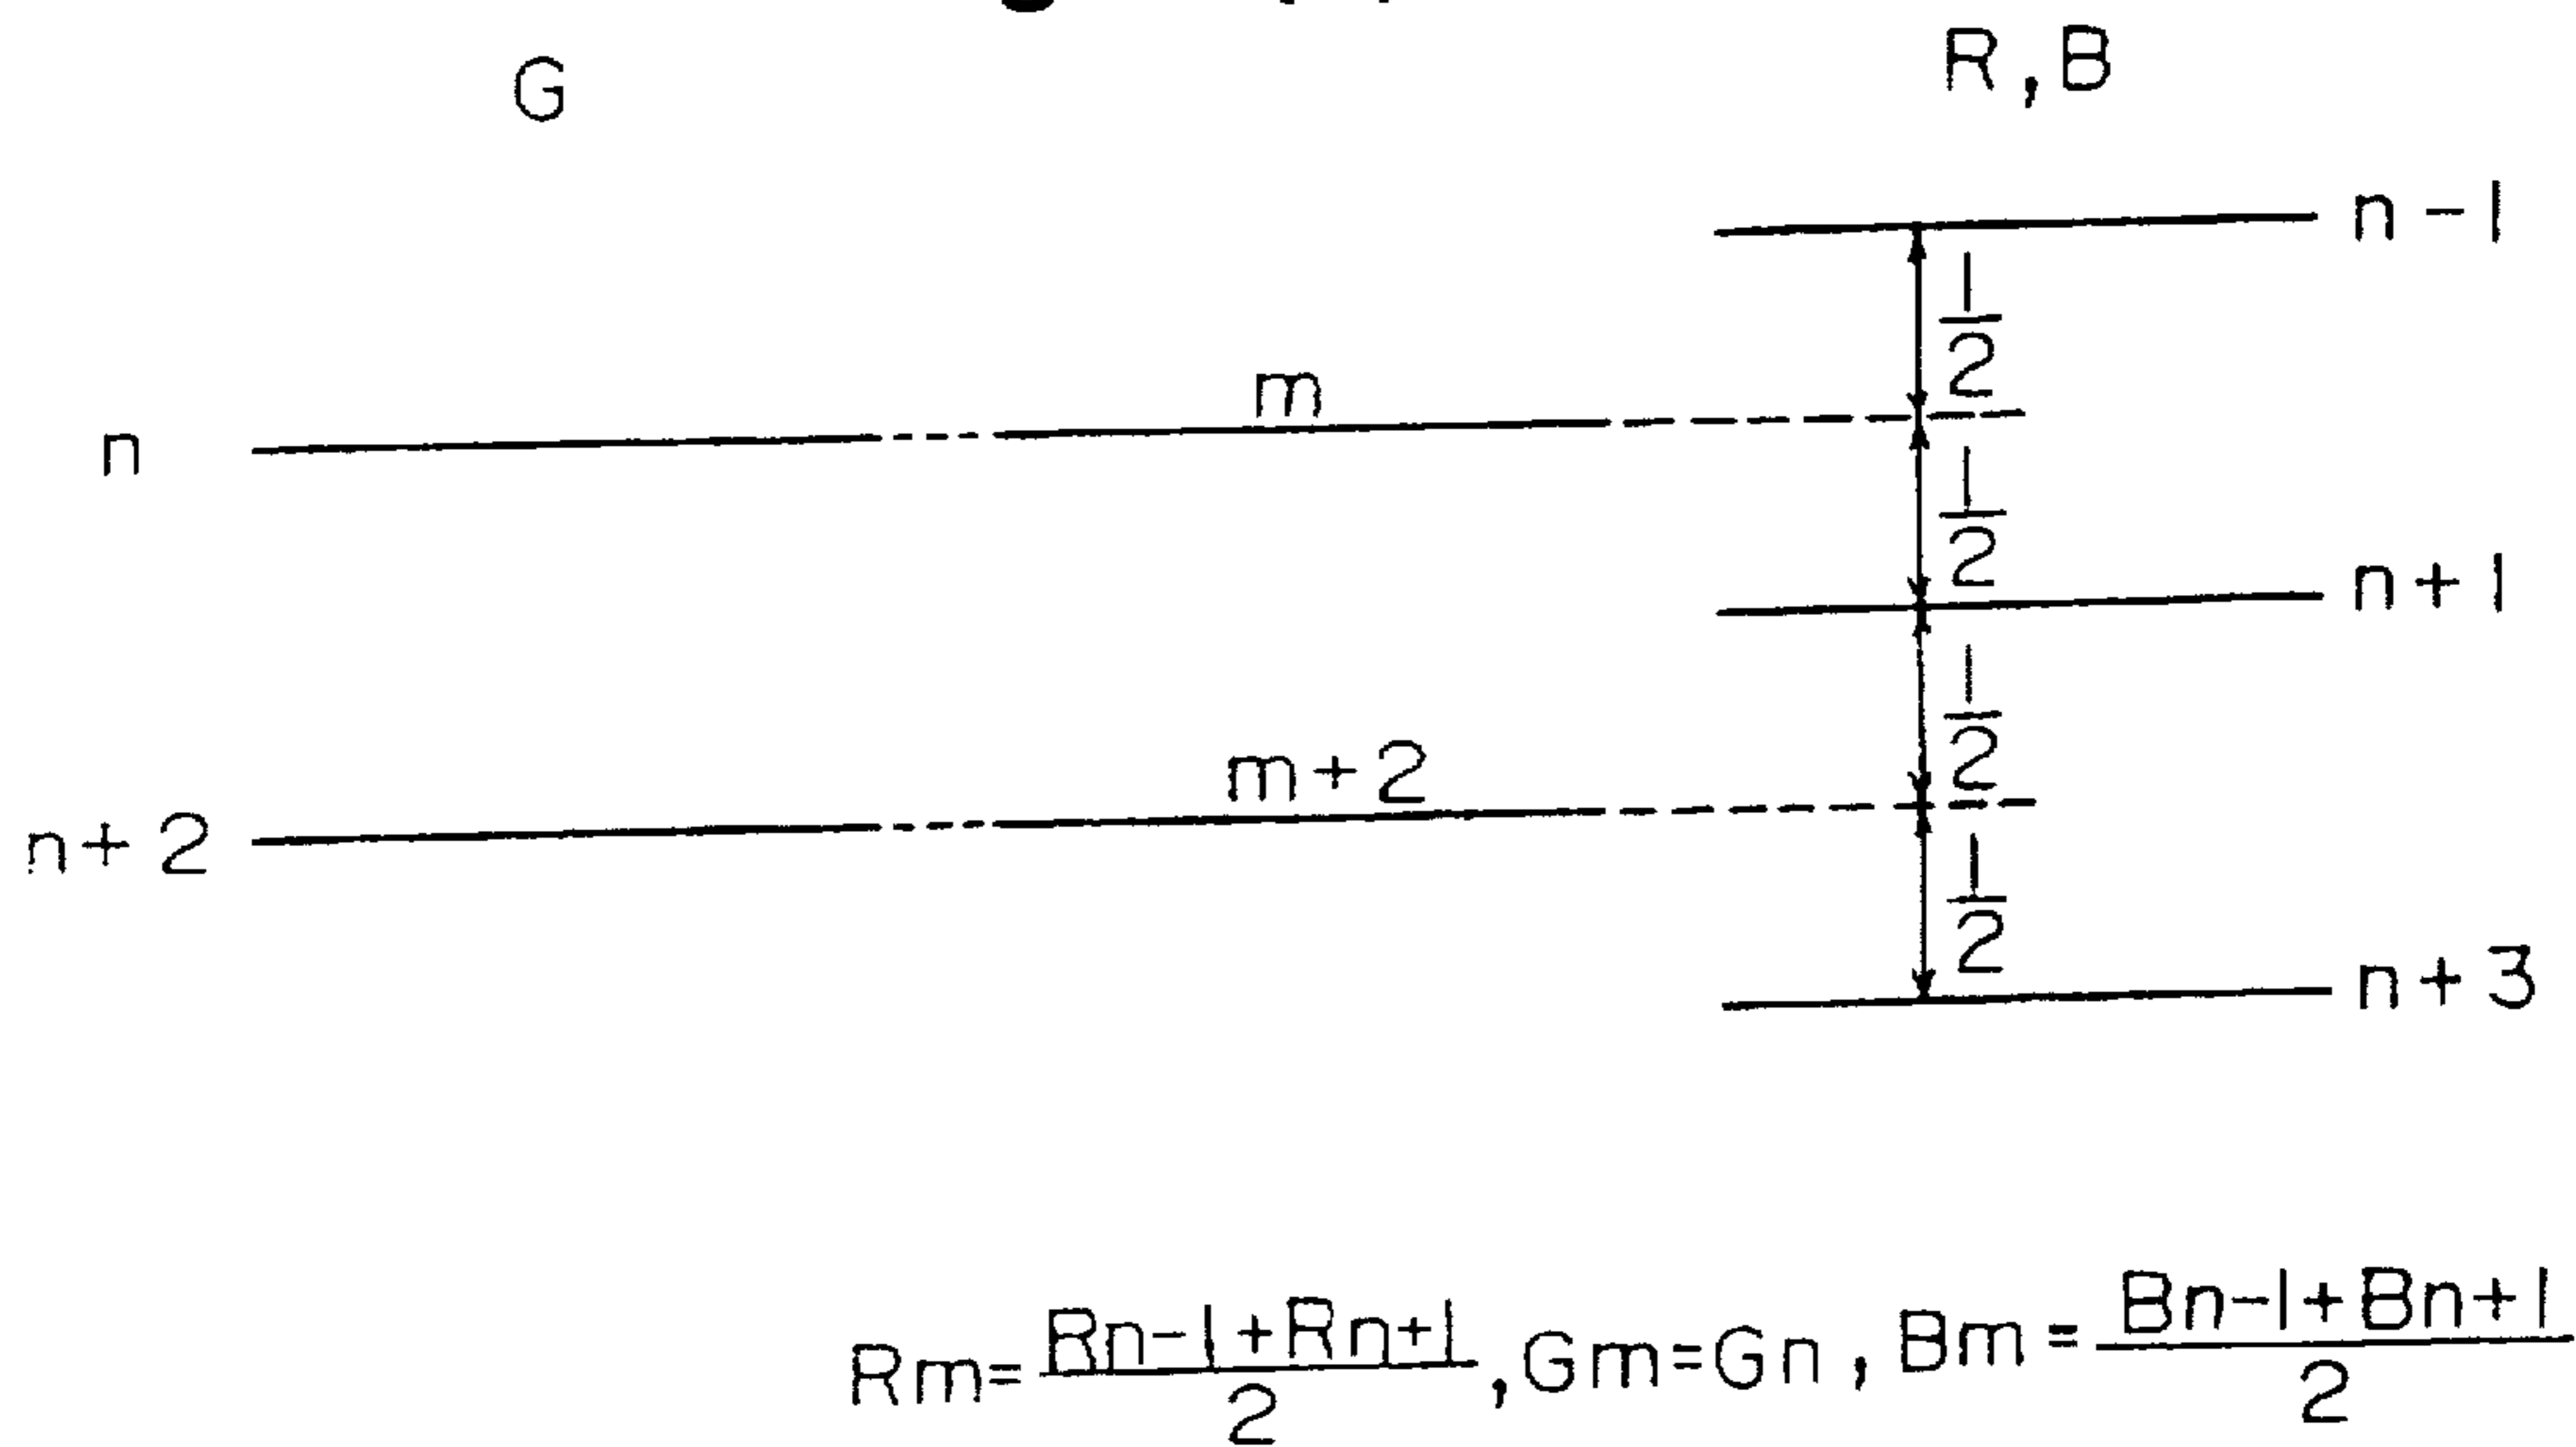 G
R,B
n-1
1/2
m
n
1/2
n+1
1/2
m+2
n+2
1/2
n+3
Rm=(Rn-1+Rn+1)/2, Gm=Gn, Bm=(Bn-1+Bn+1)/2